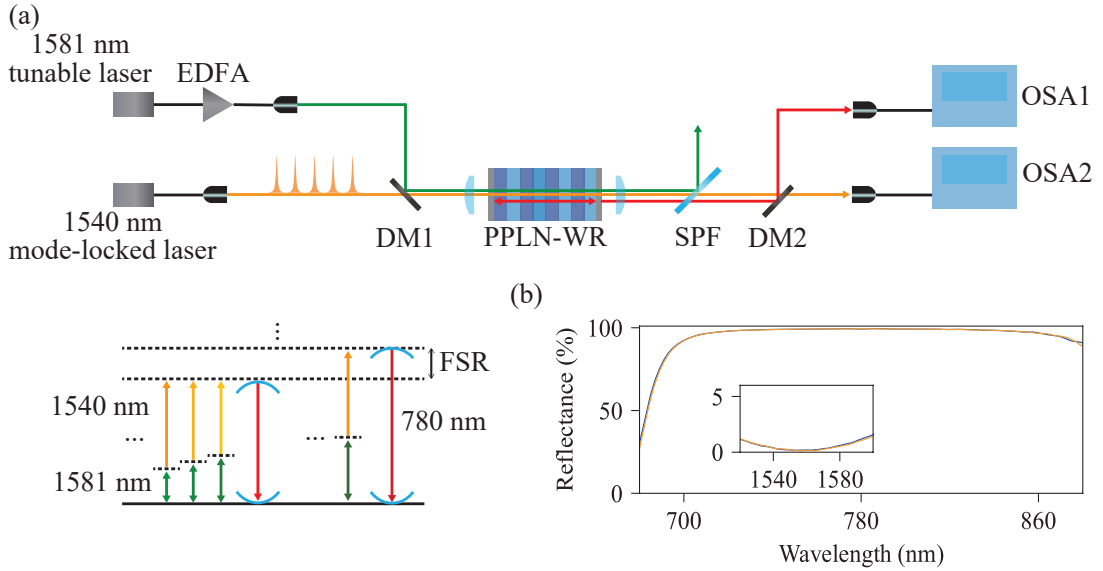 (a)
1581 nm
tunable laser
EDFA
OSA1
OSA2
1540 nm
mode-locked laser
DM1
PPLN-WR
SPF
DM2
⋮
FSR
1540 nm
780 nm
...
...
1581 nm
(b)
Reflectance (%)
100
50
0
5
0
1540 1580
700 780 860
Wavelength (nm)